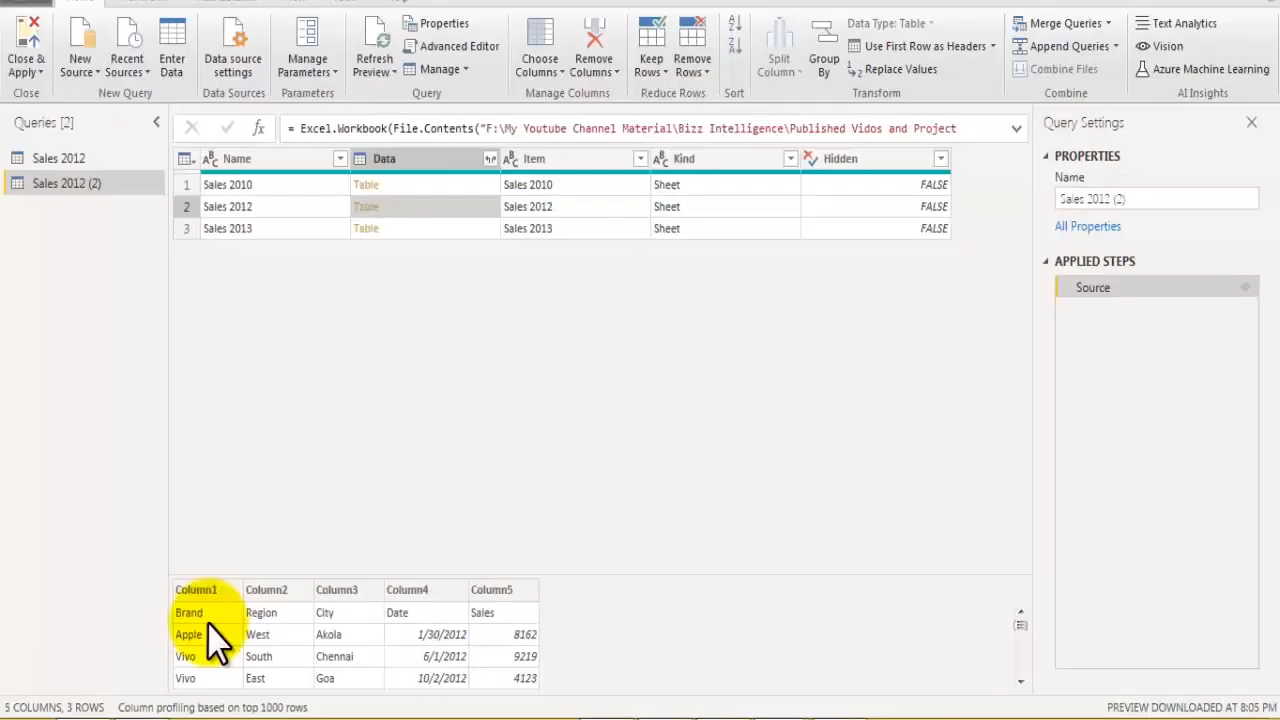 Close &
Apply
New
Source
Recent
Sources
Enter
Data
Data source
settings
Manage
Parameters
Refresh
Preview
Properties
Advanced Editor
Manage
Choose
Columns
Remove
Columns
Keep
Rows
Remove
Rows
Split
Column
Group
By
Data Type: Table
Use First Row as Headers
Replace Values
Merge Queries
Append Queries
Combine Files
Text Analytics
Vision
Azure Machine Learning
Close
New Query
Data Sources
Parameters
Query
Manage Columns
Reduce Rows
Sort
Transform
Combine
AI Insights
Queries [2]
Sales 2012
Sales 2012 (2)
fx
= Excel.Workbook(File.Contents("F:\My Youtube Channel Material\Bizz Intelligence\Published Vidos and Project
Name Data Item Kind Hidden
1 Sales 2010 Table Sales 2010 Sheet FALSE
2 Sales 2012 Table Sales 2012 Sheet FALSE
3 Sales 2013 Table Sales 2013 Sheet FALSE
Column1 Column2 Column3 Column4 Column5
Brand Region City Date Sales
Apple West Akola 1/30/2012 8162
Vivo South Chennai 6/1/2012 9219
Vivo East Goa 10/2/2012 4123
Query Settings
PROPERTIES
Name
Sales 2012 (2)
All Properties
APPLIED STEPS
Source
5 COLUMNS, 3 ROWS Column profiling based on top 1000 rows
PREVIEW DOWNLOADED AT 8:05 PM